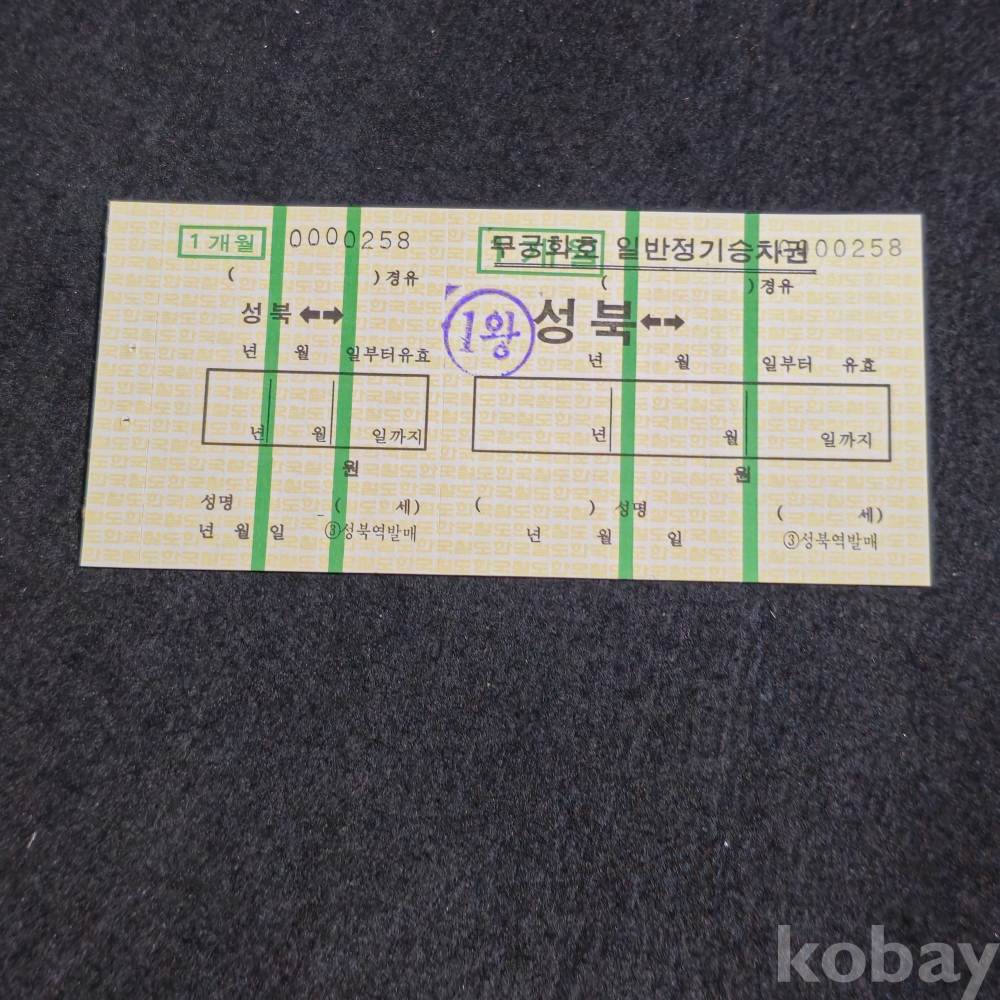 1개월 0000258
( )경유
성북 ↔
년 월 일부터유효
년 월 일까지
원
성명 ( 세)
년 월 일 ③성북역발매
1개월
무궁화호 일반정기승차권 0000258
( )경유
1왕
성북 ↔
년 월 일부터 유효
년 월 일까지
원
( ) 성명 ( 세)
년 월 일 ③성북역발매
kobay